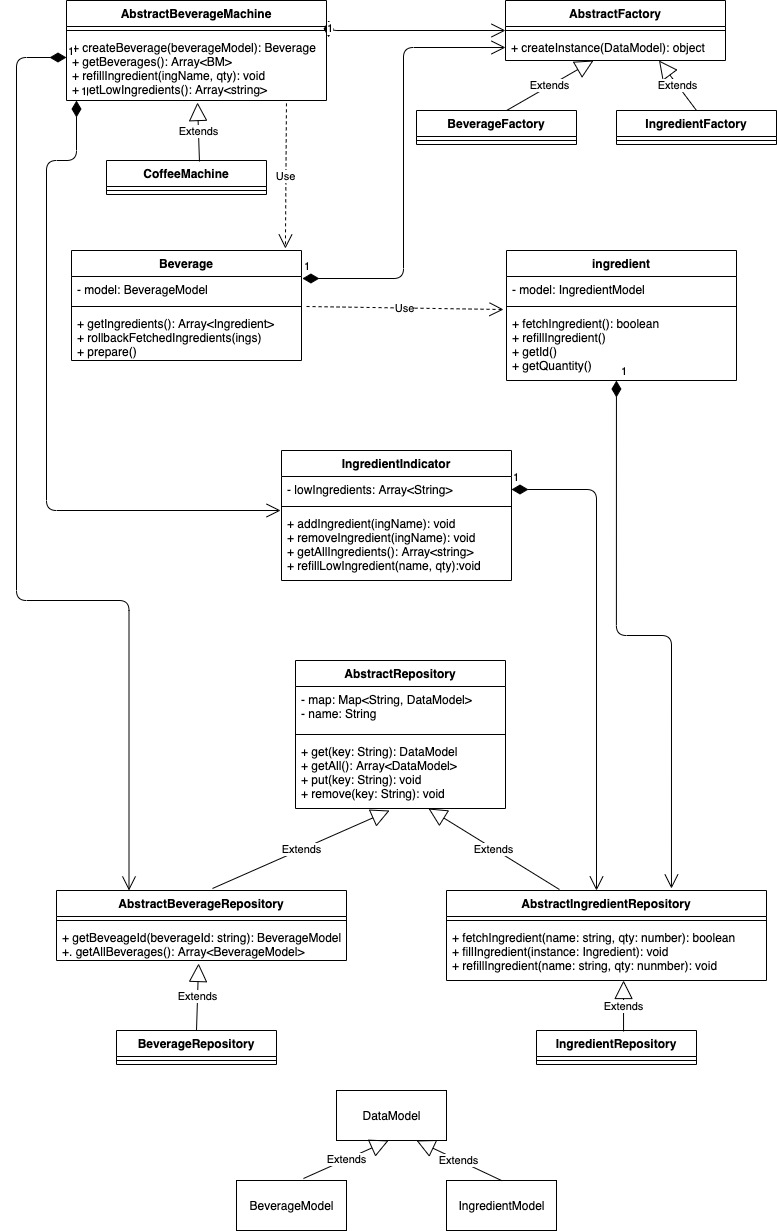 AbstractBeverageMachine
+ createBeverage(beverageModel): Beverage
+ getBeverages(): Array<BM>
+ refillIngredient(ingName, qty): void
+ getLowIngredients(): Array<string>
1
1
1
AbstractFactory
+ createInstance(DataModel): object
Extends
Extends
BeverageFactory
IngredientFactory
Extends
CoffeeMachine
Use
Beverage
- model: BeverageModel
+ getIngredients(): Array<Ingredient>
+ rollbackFetchedIngredients(ings)
+ prepare()
1
Use
ingredient
- model: IngredientModel
+ fetchIngredient(): boolean
+ refillIngredient()
+ getId()
+ getQuantity()
1
IngredientIndicator
- lowIngredients: Array<String>
+ addIngredient(ingName): void
+ removeIngredient(ingName): void
+ getAllIngredients(): Array<string>
+ refillLowIngredient(name, qty):void
1
AbstractRepository
- map: Map<String, DataModel>
- name: String
+ get(key: String): DataModel
+ getAll(): Array<DataModel>
+ put(key: String): void
+ remove(key: String): void
Extends
Extends
AbstractBeverageRepository
+ getBeveageId(beverageId: string): BeverageModel
+. getAllBeverages(): Array<BeverageModel>
AbstractIngredientRepository
+ fetchIngredient(name: string, qty: number): boolean
+ fillIngredient(instance: Ingredient): void
+ refillIngredient(name: string, qty: nunmber): void
Extends
BeverageRepository
Extends
IngredientRepository
DataModel
Extends
Extends
BeverageModel
IngredientModel